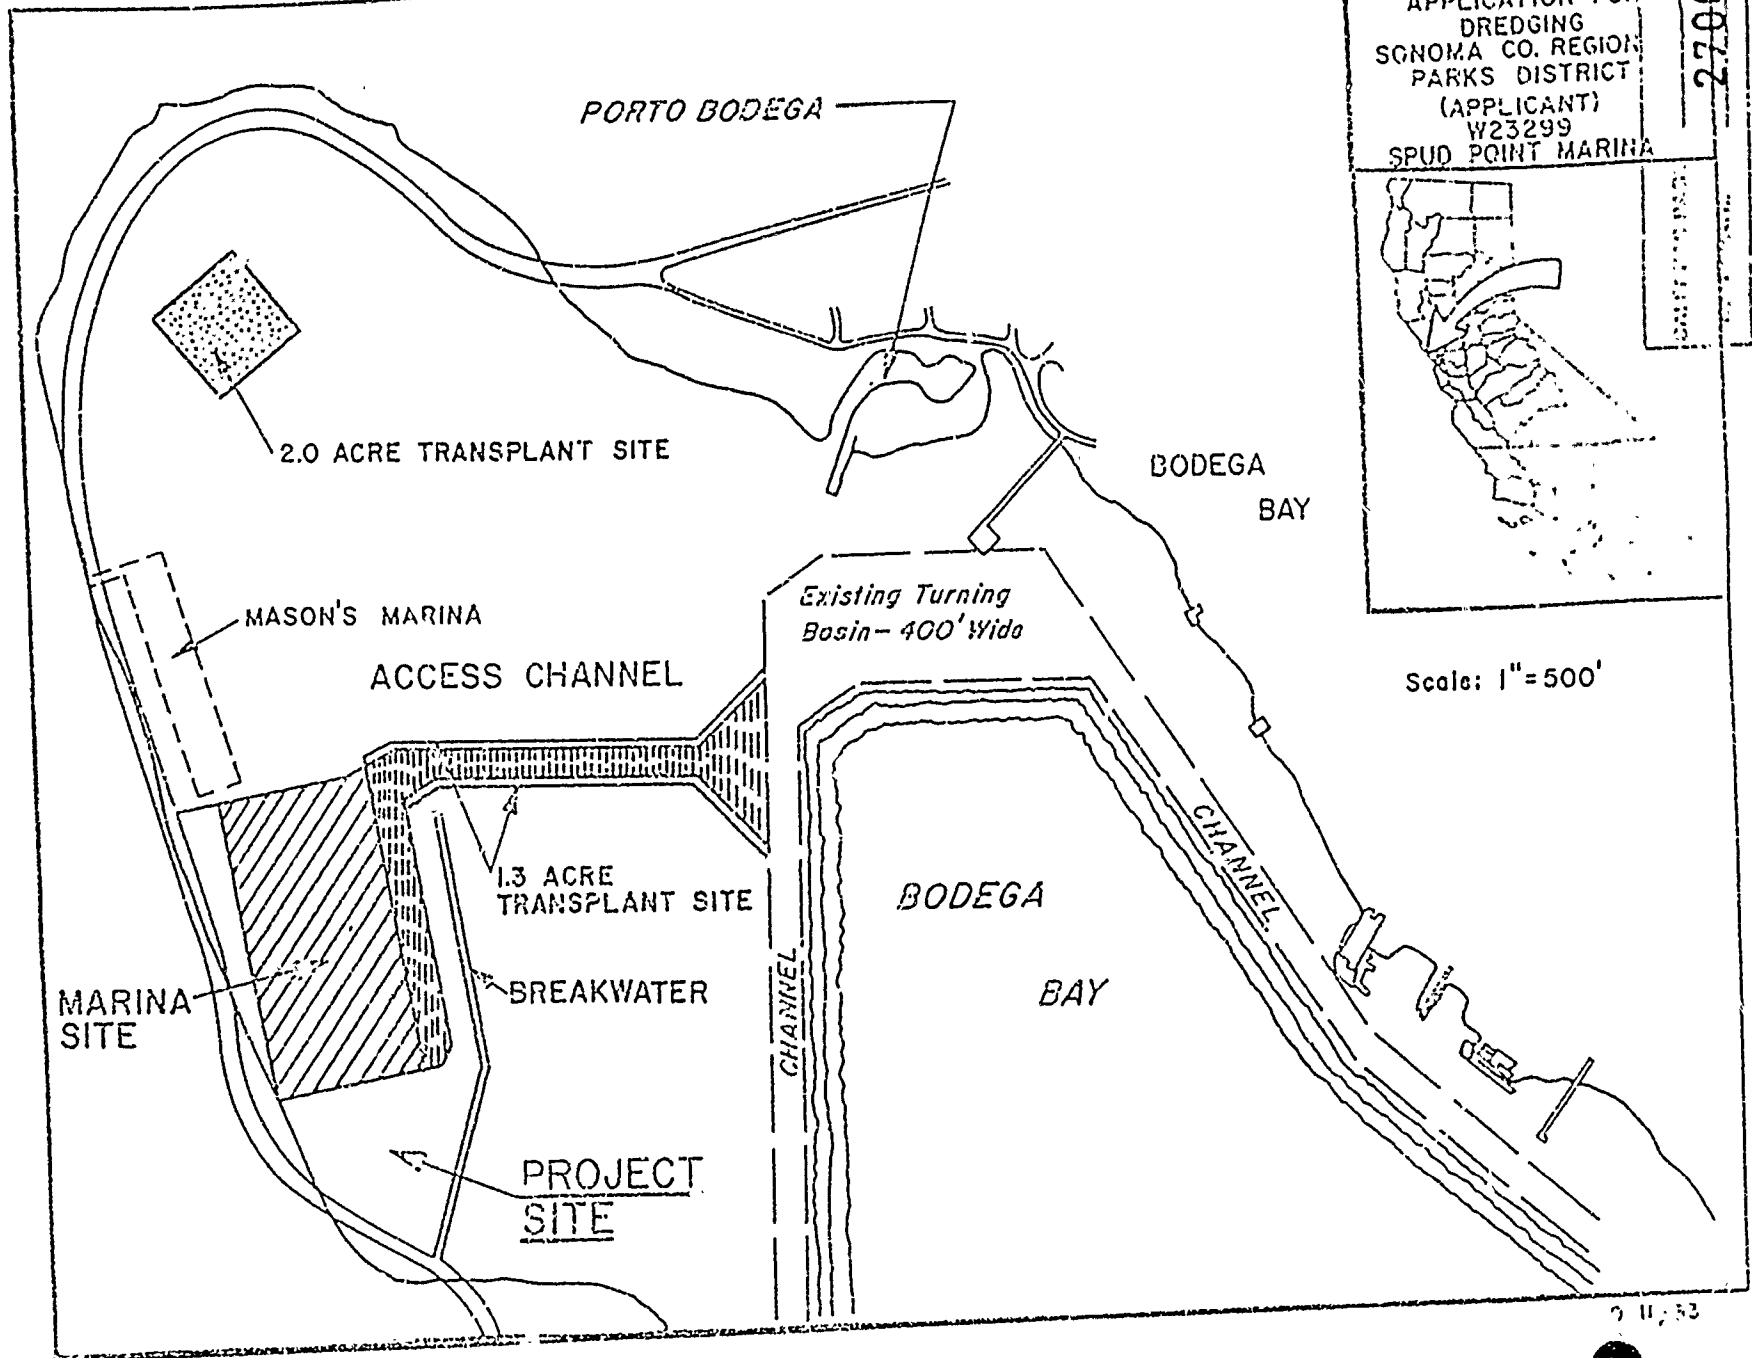 APPLICATION FOR
DREDGING
SONOMA CO. REGION
PARKS DISTRICT
(APPLICANT)
W23299
SPUD POINT MARINA
PORTO BODEGA
2.0 ACRE TRANSPLANT SITE
BODEGA
BAY
Existing Turning
Basin - 400' Wide
MASON'S MARINA
ACCESS CHANNEL
Scale: 1" = 500'
CHANNEL
1.3 ACRE
TRANSPLANT SITE
BODEGA
BAY
CHANNEL
BREAKWATER
MARINA
SITE
PROJECT
SITE